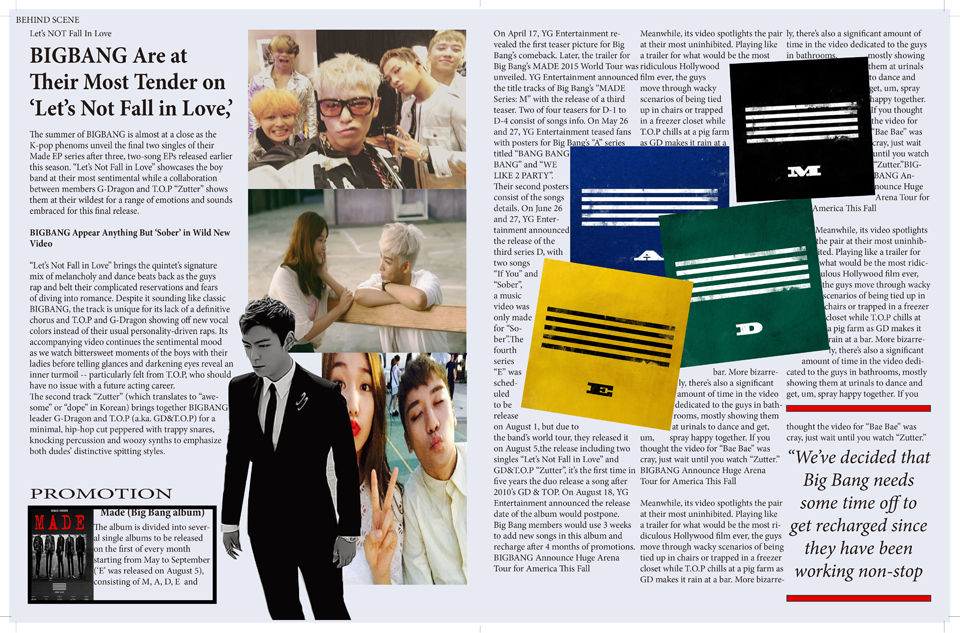 BEHIND SCENE
Let's NOT Fall In Love
BIGBANG Are at
Their Most Tender on
'Let's Not Fall in Love,'
The summer of BIGBANG is almost at a close as the
K-pop phenoms unveil the final two singles of their
Made EP series after three, two-song EPs released earlier
this season. "Let's Not Fall in Love" showcases the boy
band at their most sentimental while a collaboration
between members G-Dragon and T.O.P "Zutter" shows
them at their wildest for a range of emotions and sounds
embraced for this final release.
BIGBANG Appear Anything But 'Sober' in Wild New
Video
"Let's Not Fall in Love" brings the quintet's signature
mix of melancholy and dance beats back as the guys
rap and belt their complicated reservations and fears
of diving into romance. Despite it sounding like classic
BIGBANG, the track is unique for its lack of a definitive
chorus and T.O.P and G-Dragon showing off new vocal
colors instead of their usual personality-driven raps. Its
accompanying video continues the sentimental mood
as we watch bittersweet moments of the boys with their
ladies before telling glances and darkening eyes reveal an
inner turmoil -- particularly felt from T.O.P, who should
have no issue with a future acting career.
The second track "Zutter" (which translates to "awe-
some" or "dope" in Korean) brings together BIGBANG
leader G-Dragon and T.O.P (a.ka. GD&T.O.P) for a
minimal, hip-hop cut peppered with trappy snares,
knocking percussion and woozy synths to emphasize
both dudes' distinctive spitting styles.
PROMOTION
MADE
Made (Big Bang album)
The album is divided into sever-
al single albums to be released
on the first of every month
starting from May to September
('E' was released on August 5),
consisting of M, A, D, E and
On April 17, YG Entertainment re-
vealed the first teaser picture for Big
Bang's comeback. Later, the trailer for
Big Bang's MADE 2015 World Tour was
unveiled. YG Entertainment announced
the title tracks of Big Bang's "MADE
Series: M" with the release of a third
teaser. Two of four teasers for D-1 to
D-4 consist of songs info. On May 26
and 27, YG Entertainment teased fans
with posters for Big Bang's "A" series
titled "BANG BANG
BANG" and "WE
LIKE 2 PARTY".
Their second posters
consist of the songs
details. On June 26
and 27, YG Enter-
tainment announced
the release of the
third series D, with
two songs
"If You" and
"Sober",
a music
video was
only made
for "So-
ber".The
fourth
series
"E" was
sched-
uled
to be
release
on August 1, but due to
the band's world tour, they released it
on August 5,the release including two
singles "Let's Not Fall in Love" and
GD&T.O.P "Zutter", it's the first time in
five years the duo release a song after
2010's GD & TOP. On August 18, YG
Entertainment announced the release
date of the album would postpone.
Big Bang members would use 3 weeks
to add new songs in this album and
recharge after 4 months of promotions.
BIGBANG Announce Huge Arena
Tour for America This Fall
Meanwhile, its video spotlights the pair
at their most uninhibited. Playing like
a trailer for what would be the most
ridiculous Hollywood
film ever, the guys
move through wacky
scenarios of being tied
up in chairs or trapped
in a freezer closet while
T.O.P chills at a pig farm
as GD makes it rain at a
bar. More bizarre-
ly, there's also a significant
amount of time in the video
dedicated to the guys in bath-
rooms, mostly showing them
at urinals to dance and get,
um, spray happy together. If you
thought the video for "Bae Bae" was
cray, just wait until you watch "Zutter."
BIGBANG Announce Huge Arena
Tour for America This Fall
Meanwhile, its video spotlights the pair
at their most uninhibited. Playing like
a trailer for what would be the most ri-
diculous Hollywood film ever, the guys
move through wacky scenarios of being
tied up in chairs or trapped in a freezer
closet while T.O.P chills at a pig farm as
GD makes it rain at a bar. More bizarre-
ly, there's also a significant amount of
time in the video dedicated to the guys
in bathrooms, mostly showing
them at urinals
to dance and
get, um, spray
happy together.
If you thought
the video for
"Bae Bae" was
cray, just wait
until you watch
"Zutter."BIG-
BANG An-
nounce Huge
Arena Tour for
America This Fall
Meanwhile, its video spotlights
the pair at their most uninhib-
ited. Playing like a trailer for
what would be the most ridic-
ulous Hollywood film ever,
the guys move through wacky
scenarios of being tied up in
chairs or trapped in a freezer
closet while T.O.P chills at
a pig farm as GD makes it
rain at a bar. More bizarre-
ly, there's also a significant
amount of time in the video dedi-
cated to the guys in bathrooms, mostly
showing them at urinals to dance and
get, um, spray happy together. If you
thought the video for "Bae Bae" was
cray, just wait until you watch "Zutter."
"We've decided that
Big Bang needs
some time off to
get recharged since
they have been
working non-stop
M
A
D
E